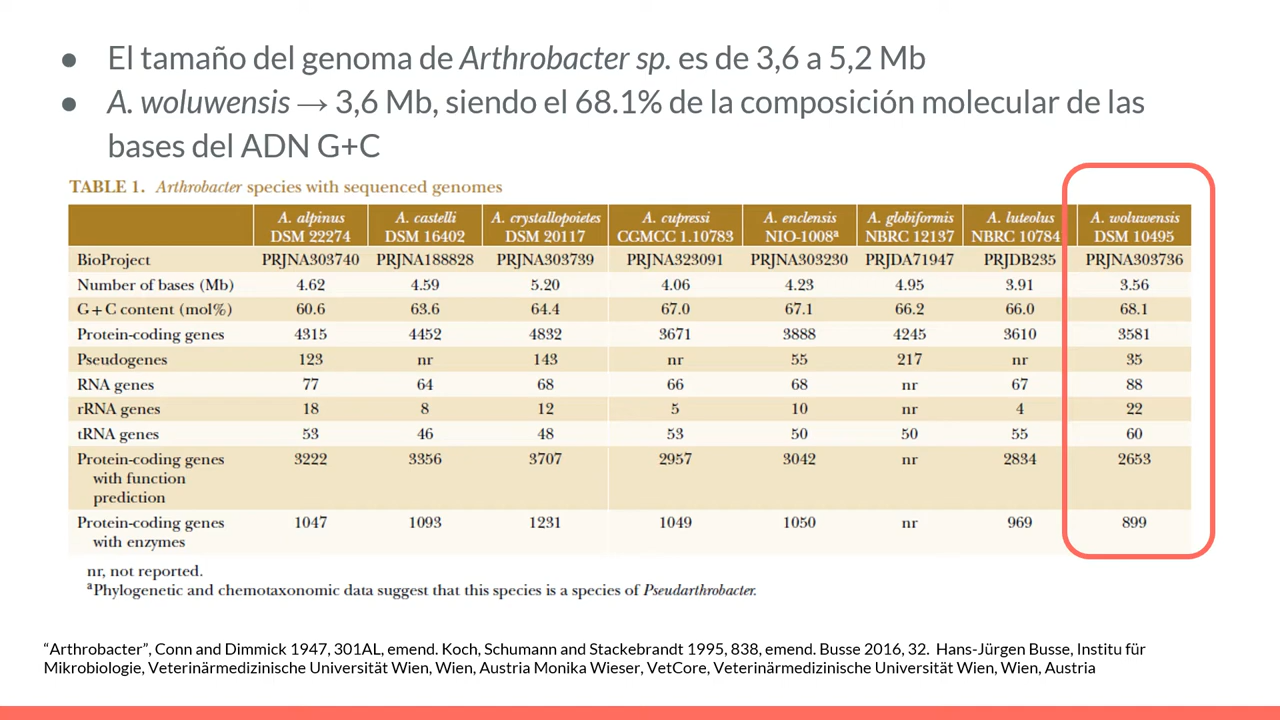 ● El tamaño del genoma de Arthrobacter sp. es de 3,6 a 5,2 Mb
● A. woluwensis → 3,6 Mb, siendo el 68.1% de la composición molecular de las
bases del ADN G+C
TABLE 1. Arthrobacter species with sequenced genomes
A. alpinus A. castelli A. crystallopoietes A. cupressi A. enclensis A. globiformis A. luteolus A. woluwensis
DSM 22274 DSM 16402 DSM 20117 CGMCC 1.10783 NIO-1008ª NBRC 12137 NBRC 10784 DSM 10495
BioProject PRJNA303740 PRJNA188828 PRJNA303739 PRJNA323091 PRJNA303230 PRJDA71947 PRJDB235 PRJNA303736
Number of bases (Mb) 4.62 4.59 5.20 4.06 4.23 4.95 3.91 3.56
G+C content (mol%) 60.6 63.6 64.4 67.0 67.1 66.2 66.0 68.1
Protein-coding genes 4315 4452 4832 3671 3888 4245 3610 3581
Pseudogenes 123 nr 143 nr 55 217 nr 35
RNA genes 77 64 68 66 68 nr 67 88
rRNA genes 18 8 12 5 10 nr 4 22
tRNA genes 53 46 48 53 50 50 55 60
Protein-coding genes 3222 3356 3707 2957 3042 nr 2834 2653
with function
prediction
Protein-coding genes 1047 1093 1231 1049 1050 nr 969 899
with enzymes
nr, not reported.
ªPhylogenetic and chemotaxonomic data suggest that this species is a species of Pseudarthrobacter.
“Arthrobacter”, Conn and Dimmick 1947, 301AL, emend. Koch, Schumann and Stackebrandt 1995, 838, emend. Busse 2016, 32. Hans-Jürgen Busse, Institu für
Mikrobiologie, Veterinärmedizinische Universität Wien, Wien, Austria Monika Wieser, VetCore, Veterinärmedizinische Universität Wien, Wien, Austria